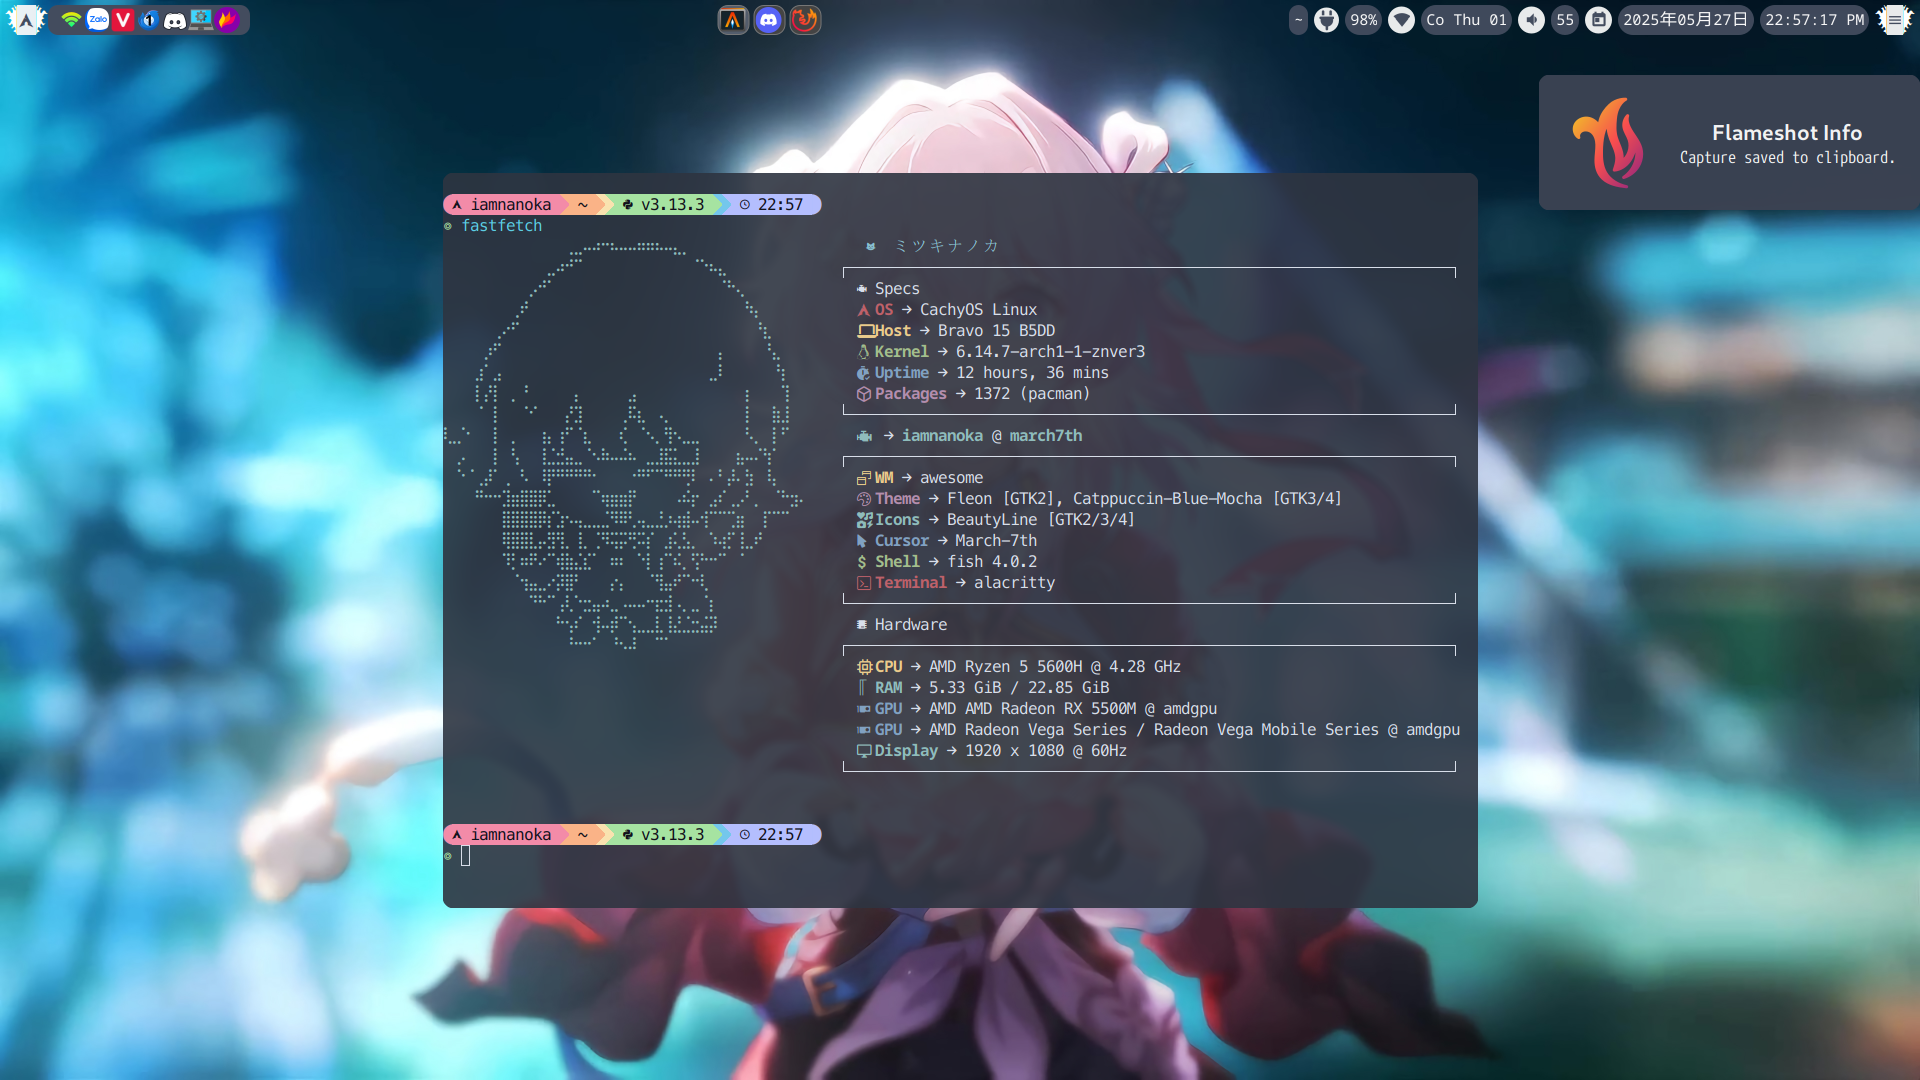 Zalo
~ 98% Co Thu 01 55 2025年05月27日 22:57:17 PM
Flameshot Info
Capture saved to clipboard.
iamnanoka ~ v3.13.3 22:57
fastfetch
ミツキナノカ
Specs
OS → CachyOS Linux
Host → Bravo 15 B5DD
Kernel → 6.14.7-arch1-1-znver3
Uptime → 12 hours, 36 mins
Packages → 1372 (pacman)
→ iamnanoka @ march7th
WM → awesome
Theme → Fleon [GTK2], Catppuccin-Blue-Mocha [GTK3/4]
Icons → BeautyLine [GTK2/3/4]
Cursor → March-7th
$ Shell → fish 4.0.2
Terminal → alacritty
Hardware
CPU → AMD Ryzen 5 5600H @ 4.28 GHz
RAM → 5.33 GiB / 22.85 GiB
GPU → AMD AMD Radeon RX 5500M @ amdgpu
GPU → AMD Radeon Vega Series / Radeon Vega Mobile Series @ amdgpu
Display → 1920 x 1080 @ 60Hz
iamnanoka ~ v3.13.3 22:57